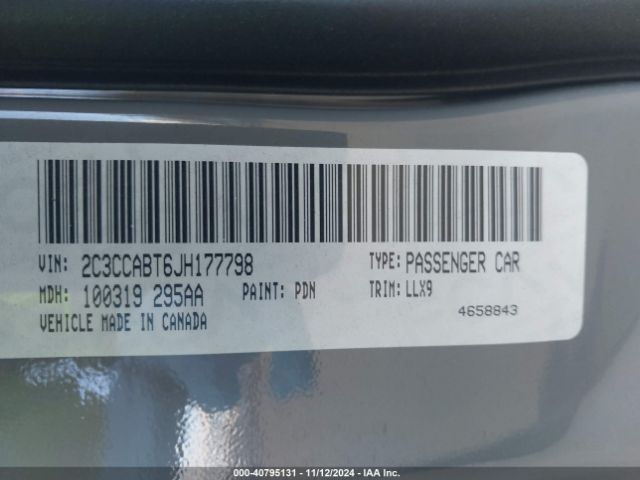 VIN: 2C3CCABT6JH177798 TYPE: PASSENGER CAR
MDH: 100319 295AA PAINT: PDN TRIM: LLX9
VEHICLE MADE IN CANADA 4658843
000-40795131 - 11/12/2024 - IAA Inc.